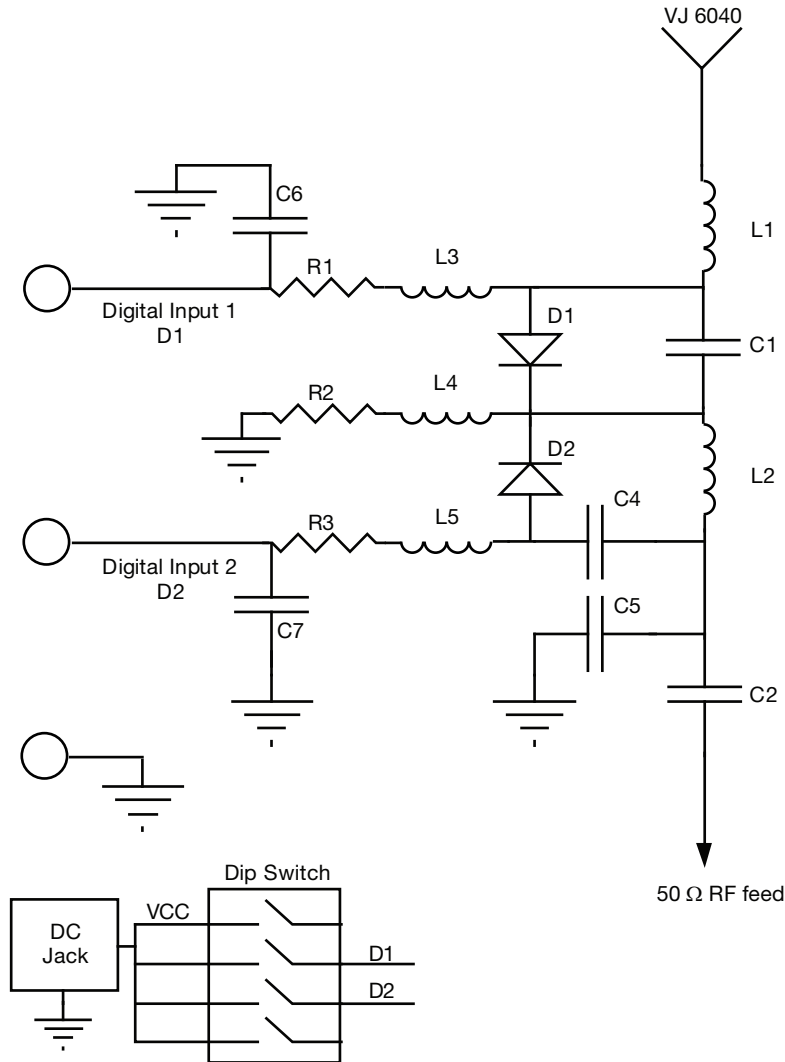 VJ 6040
C6
L1
R1
L3
Digital Input 1
D1
D1
C1
R2
L4
D2
L2
C4
R3
L5
Digital Input 2
D2
C5
C7
C2
Dip Switch
50 Ω RF feed
VCC
DC
Jack
D1
D2